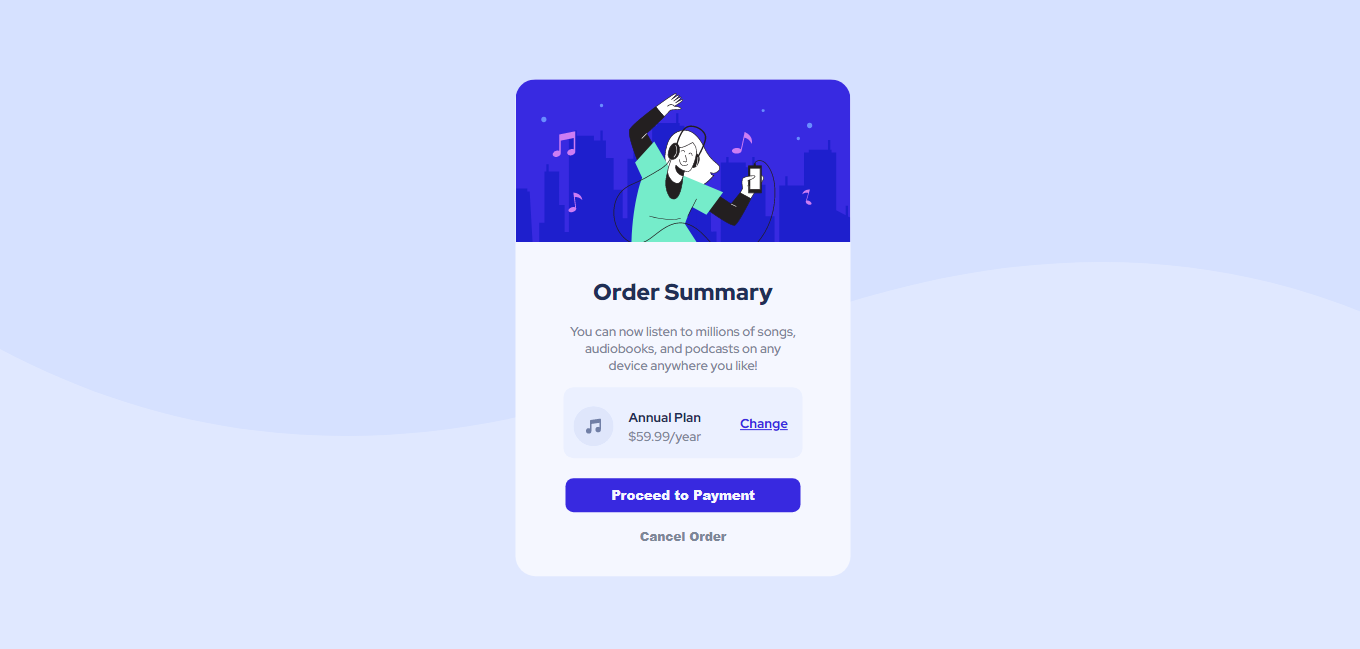 Order Summary
You can now listen to millions of songs,
audiobooks, and podcasts on any
device anywhere you like!
Annual Plan
$59.99/year
Change
Proceed to Payment
Cancel Order